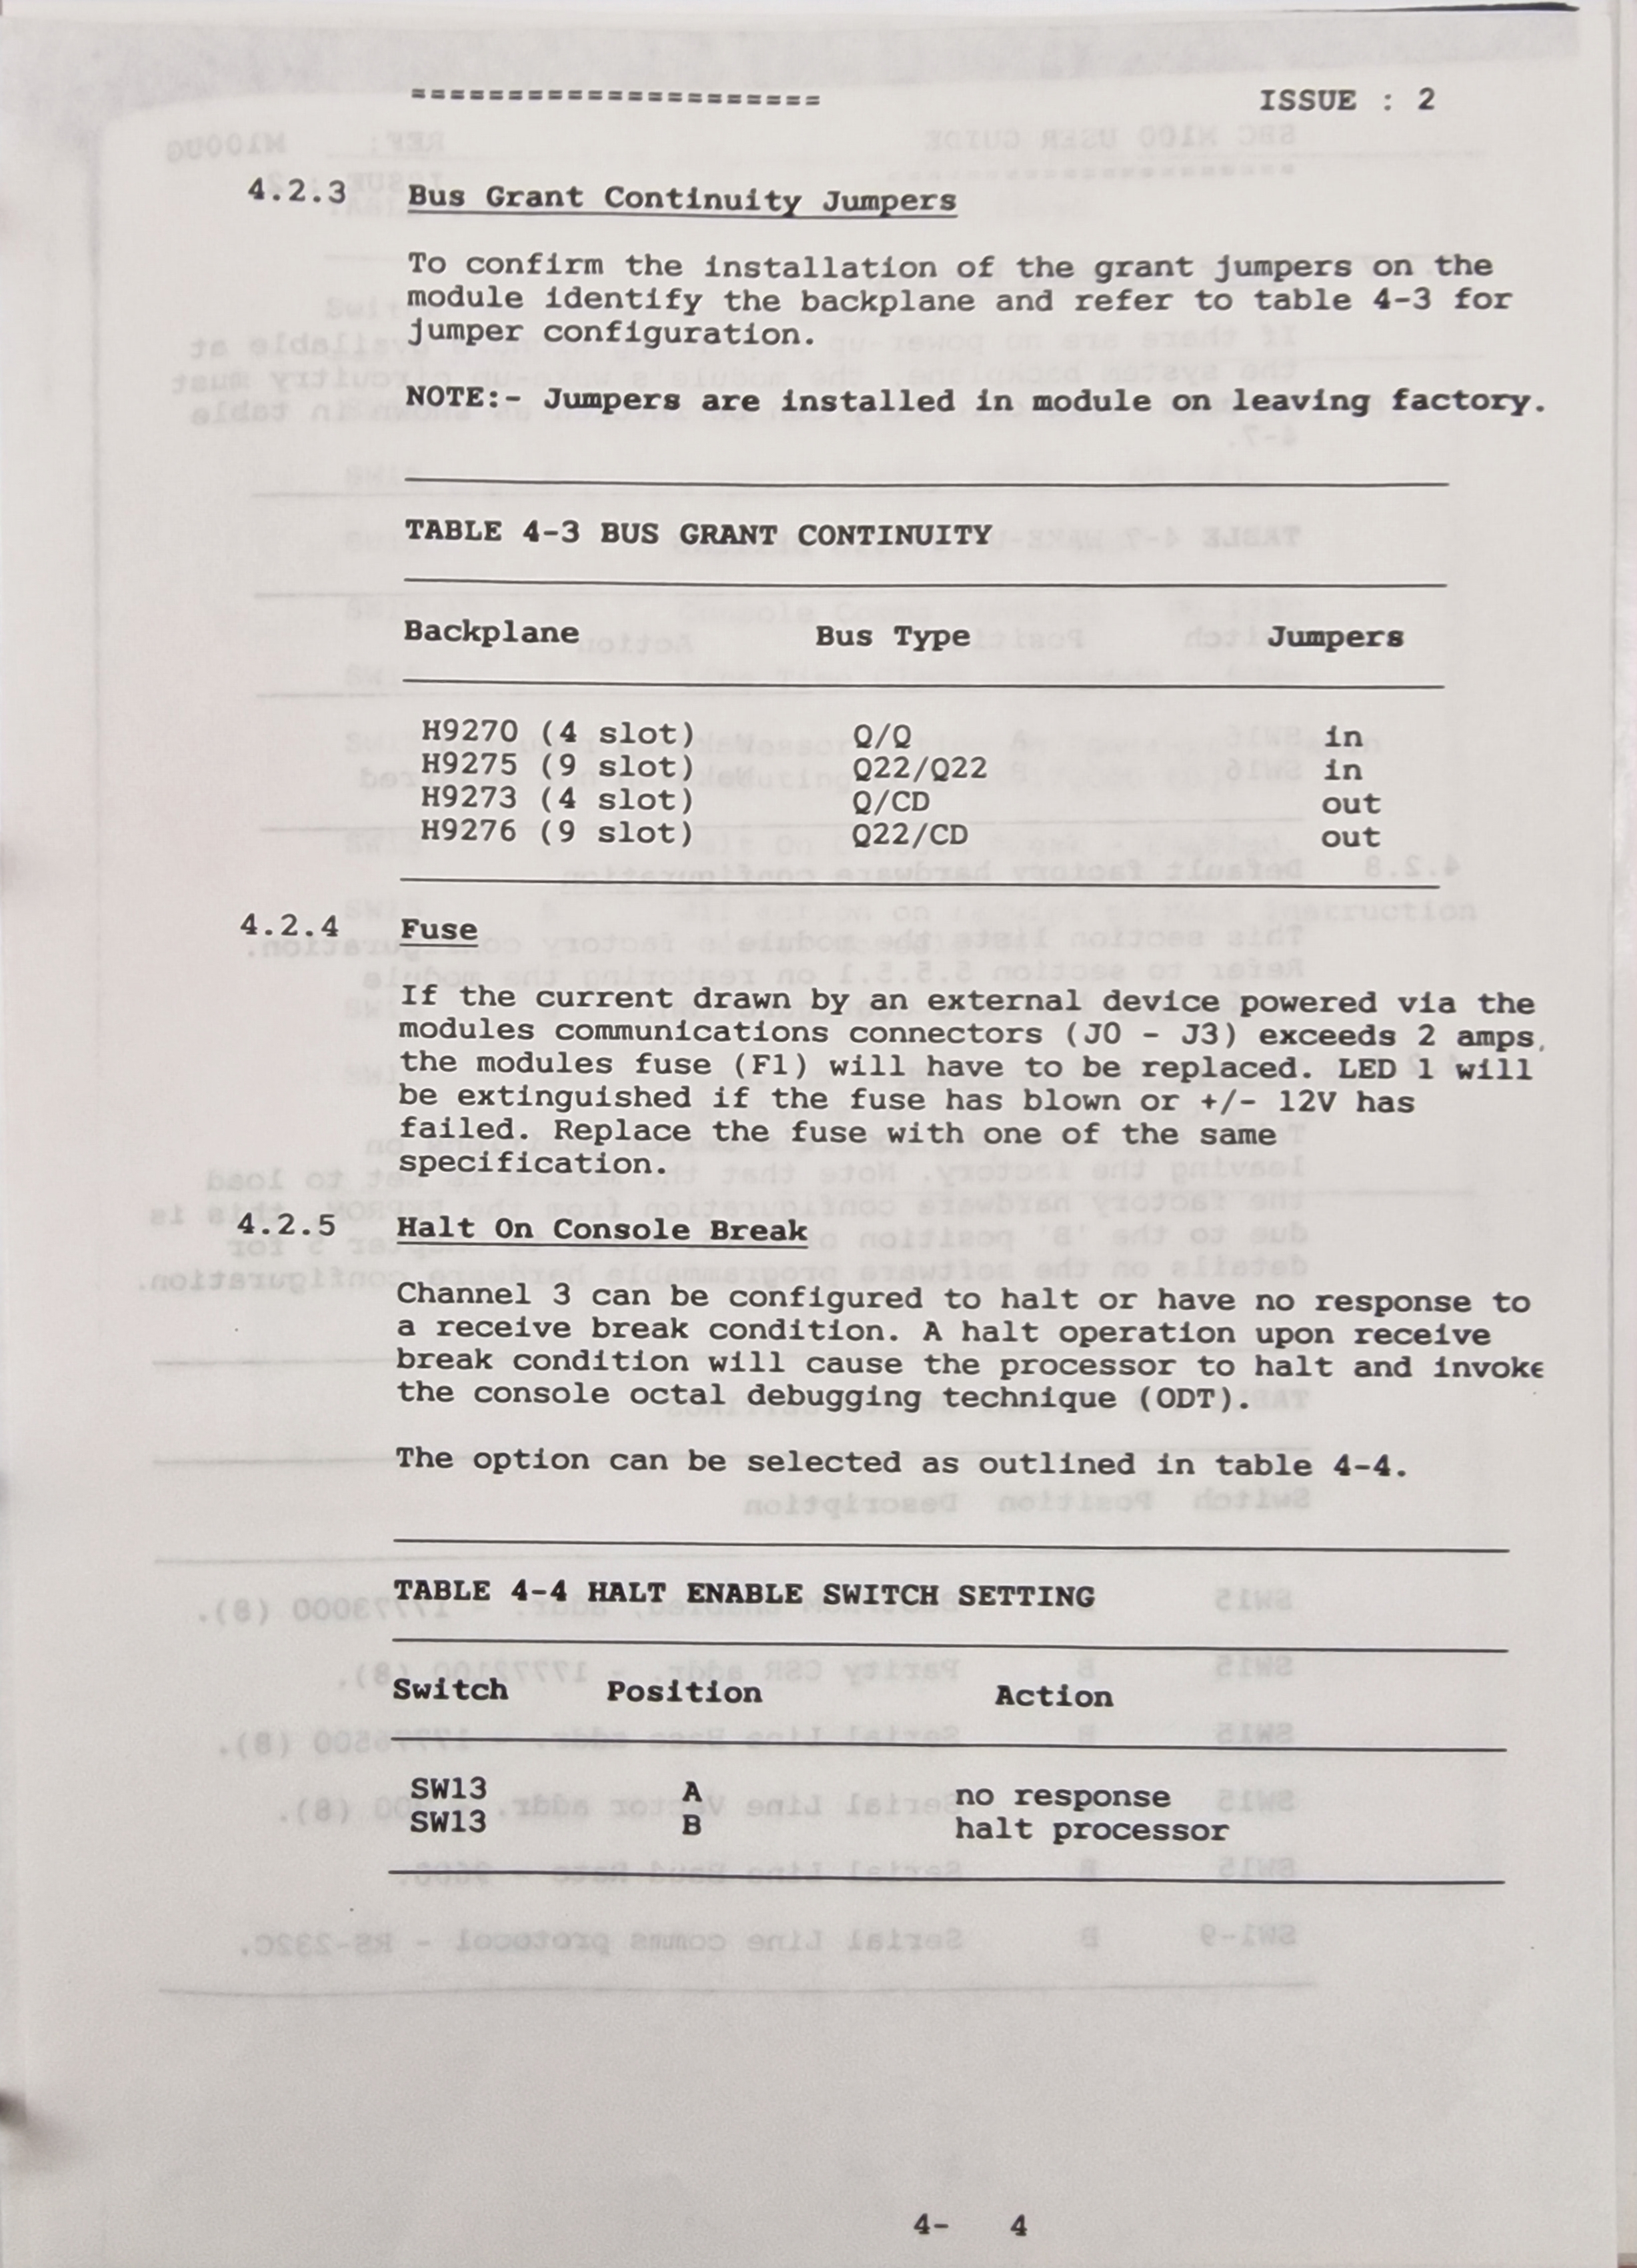 ===================== ISSUE : 2
4.2.3 Bus Grant Continuity Jumpers
To confirm the installation of the grant jumpers on the
module identify the backplane and refer to table 4-3 for
jumper configuration.
NOTE:- Jumpers are installed in module on leaving factory.
TABLE 4-3 BUS GRANT CONTINUITY
Backplane Bus Type Jumpers
H9270 (4 slot) Q/Q in
H9275 (9 slot) Q22/Q22 in
H9273 (4 slot) Q/CD out
H9276 (9 slot) Q22/CD out
4.2.4 Fuse
If the current drawn by an external device powered via the
modules communications connectors (J0 - J3) exceeds 2 amps,
the modules fuse (F1) will have to be replaced. LED 1 will
be extinguished if the fuse has blown or +/- 12V has
failed. Replace the fuse with one of the same
specification.
4.2.5 Halt On Console Break
Channel 3 can be configured to halt or have no response to
a receive break condition. A halt operation upon receive
break condition will cause the processor to halt and invoke
the console octal debugging technique (ODT).
The option can be selected as outlined in table 4-4.
TABLE 4-4 HALT ENABLE SWITCH SETTING
Switch Position Action
SW13 A no response
SW13 B halt processor
4- 4